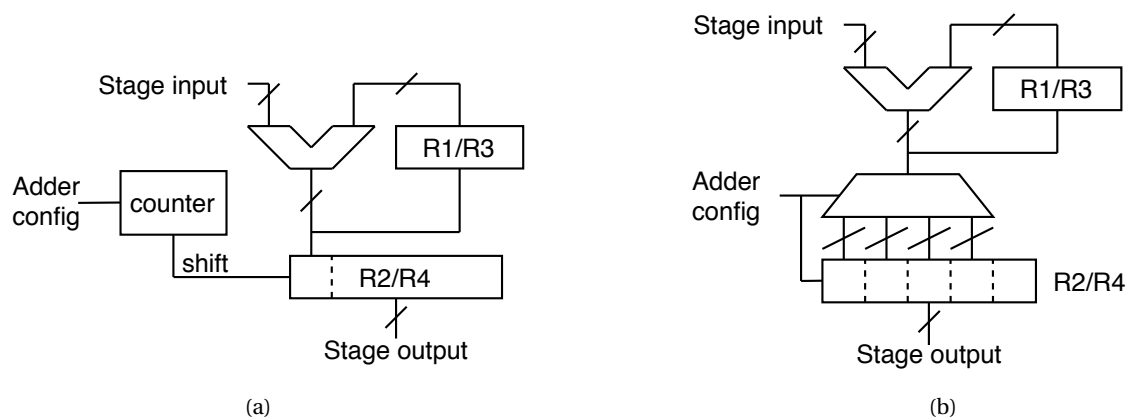 Stage input
R1/R3
Adder
config
counter
shift
R2/R4
Stage output
(a)
Stage input
R1/R3
Adder
config
R2/R4
Stage output
(b)